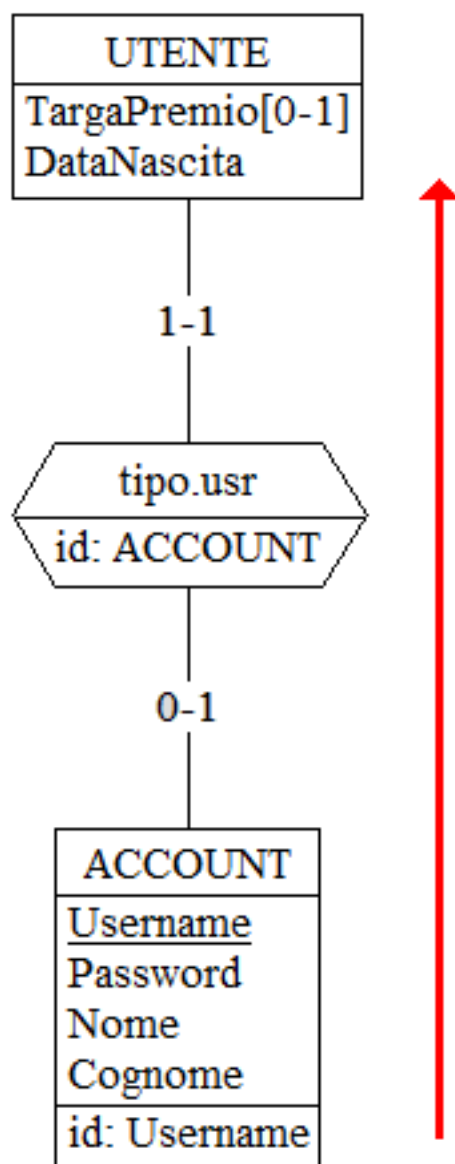 UTENTE
TargaPremio[0-1]
DataNascita
1-1
tipo.usr
id: ACCOUNT
0-1
ACCOUNT
Username
Password
Nome
Cognome
id: Username